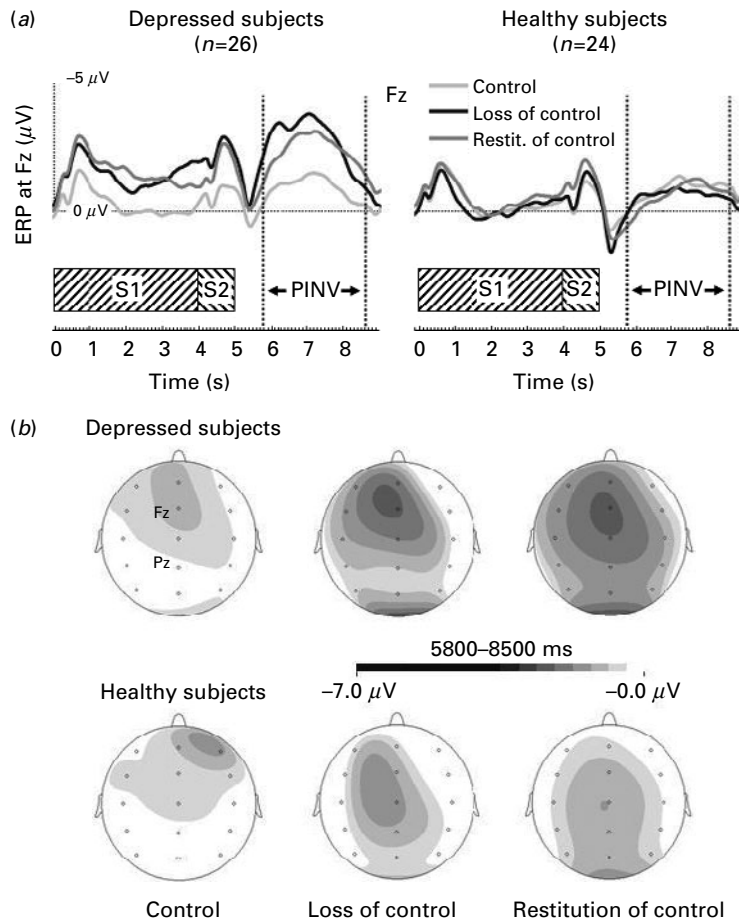 (a)
Depressed subjects
(n=26)
Healthy subjects
(n=24)
−5 µV
Fz
Control
Loss of control
Restit. of control
ERP at Fz (µV)
0 µV
S1 S2 PINV
S1 S2 PINV
0 1 2 3 4 5 6 7 8
0 1 2 3 4 5 6 7 8
Time (s)
Time (s)
(b)
Depressed subjects
Fz
Pz
5800–8500 ms
−7.0 µV
−0.0 µV
Healthy subjects
Control
Loss of control
Restitution of control